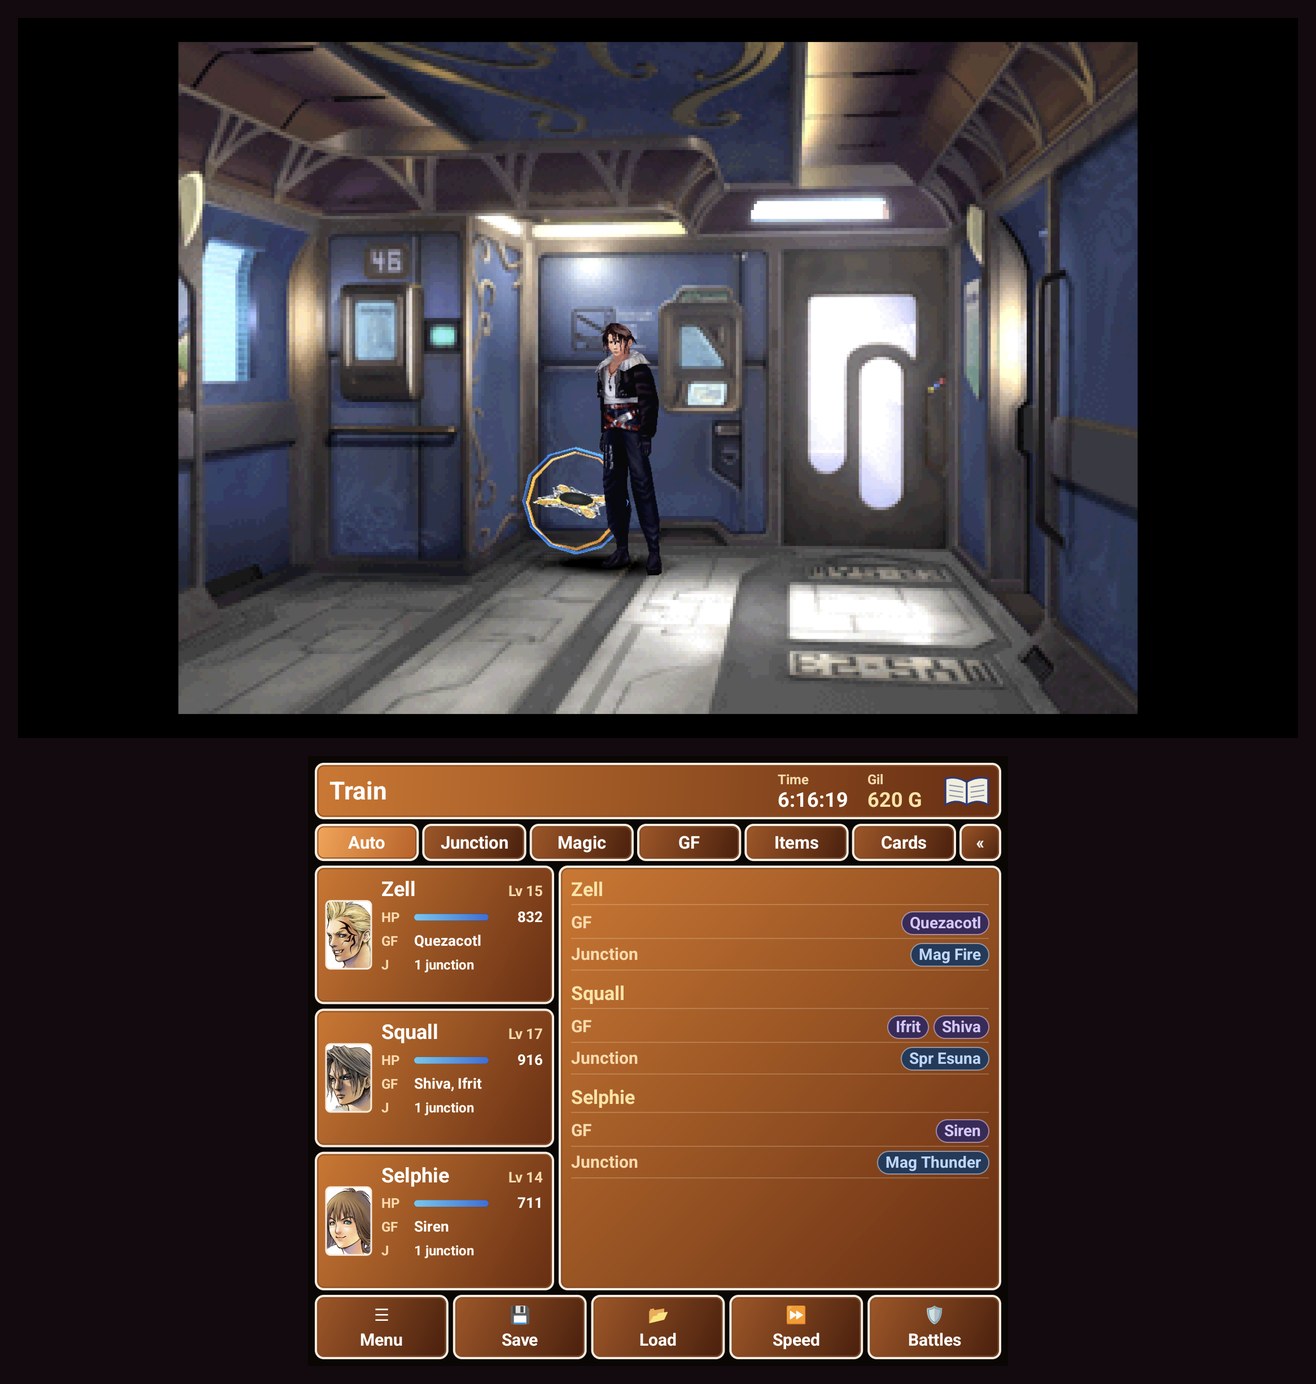 46
Train
Time
6:16:19
Gil
620 G
Auto
Junction
Magic
GF
Items
Cards
«
Zell
Lv 15
HP
832
GF
Quezacotl
J
1 junction
Squall
Lv 17
HP
916
GF
Shiva, Ifrit
J
1 junction
Selphie
Lv 14
HP
711
GF
Siren
J
1 junction
Zell
GF
Quezacotl
Junction
Mag Fire
Squall
GF
Ifrit Shiva
Junction
Spr Esuna
Selphie
GF
Siren
Junction
Mag Thunder
Menu
Save
Load
Speed
Battles